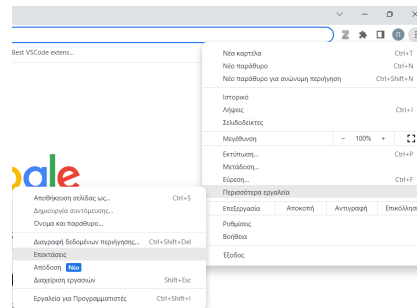 Best VSCode extens...
Z
Π
Νέα καρτέλα Ctrl+T
Νέο παράθυρο Ctrl+N
Νέο παράθυρο για ανώνυμη περιήγηση Ctrl+Shift+N
Ιστορικό
Λήψεις Ctrl+J
Σελιδοδείκτες
Μεγέθυνση - 100% +
Εκτύπωση... Ctrl+P
Μετάδοση...
Εύρεση... Ctrl+F
Περισσότερα εργαλεία
Επεξεργασία Αποκοπή Αντιγραφή Επικόλλησ
Ρυθμίσεις
Βοήθεια
Έξοδος
ogle
Αποθήκευση σελίδας ως... Ctrl+S
Δημιουργία συντόμευσης...
Όνομα και παράθυρο...
Διαγραφή δεδομένων περιήγησης... Ctrl+Shift+Del
Επεκτάσεις
Απόδοση Νέο
Διαχείριση εργασιών Shift+Esc
Εργαλεία για Προγραμματιστές Ctrl+Shift+I